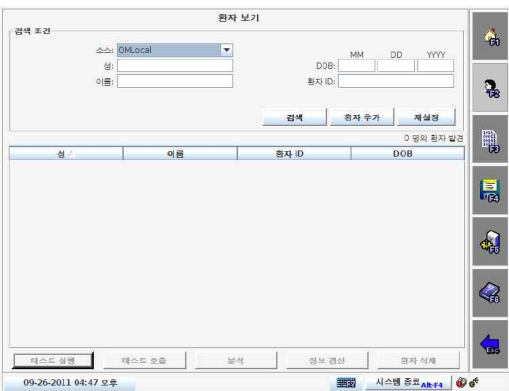 환자 보기
검색 조건
소스: OMLocal
성:
이름:
MM DD YYYY
DOB:
환자 ID:
검색 환자 추가 재설정
0 명의 환자 발견
성 이름 환자 ID DOB
테스트 실행 테스트 호출 분석 정보 갱신 환자 삭제
09-26-2011 04:47 오후
시스템 종료 Alt-F4
F1
F2
F3
F4
F5
F6
Esc